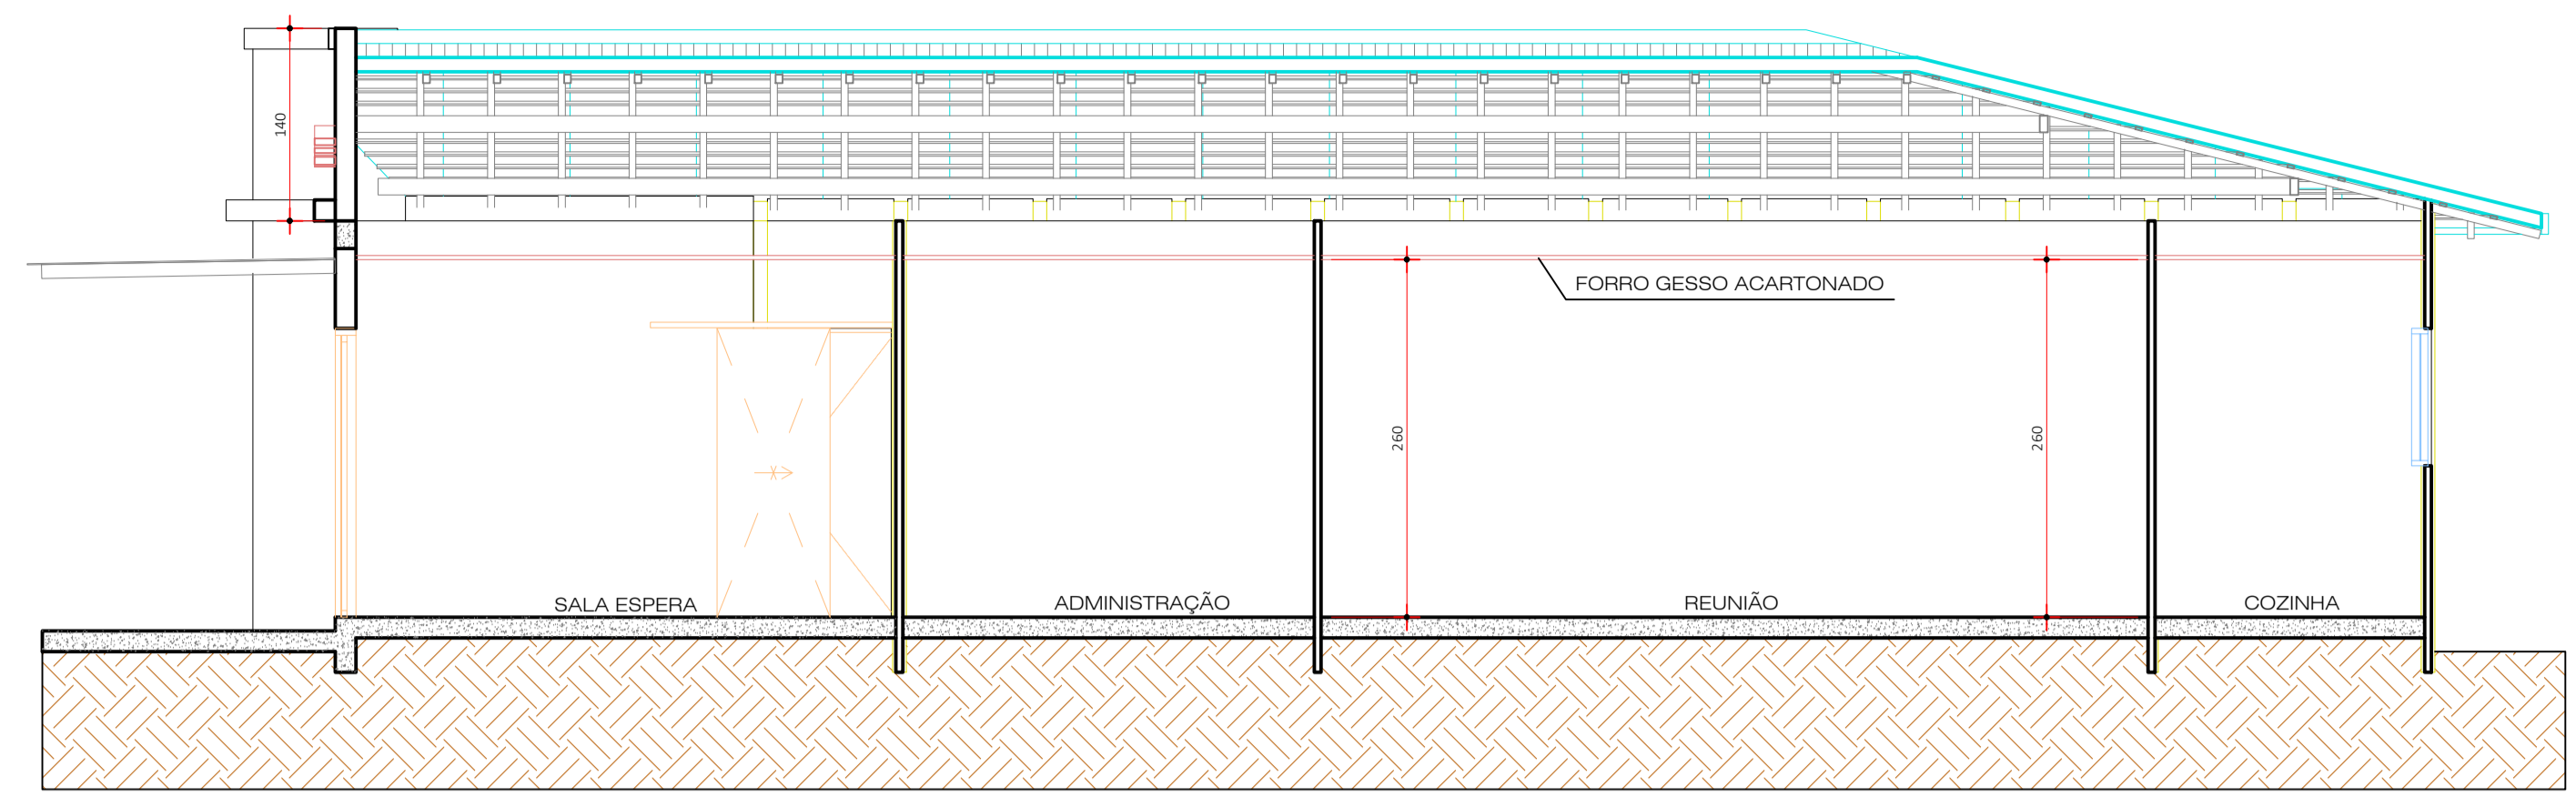 140
FORRO GESSO ACARTONADO
260
260
SALA ESPERA
ADMINISTRAÇÃO
REUNIÃO
COZINHA